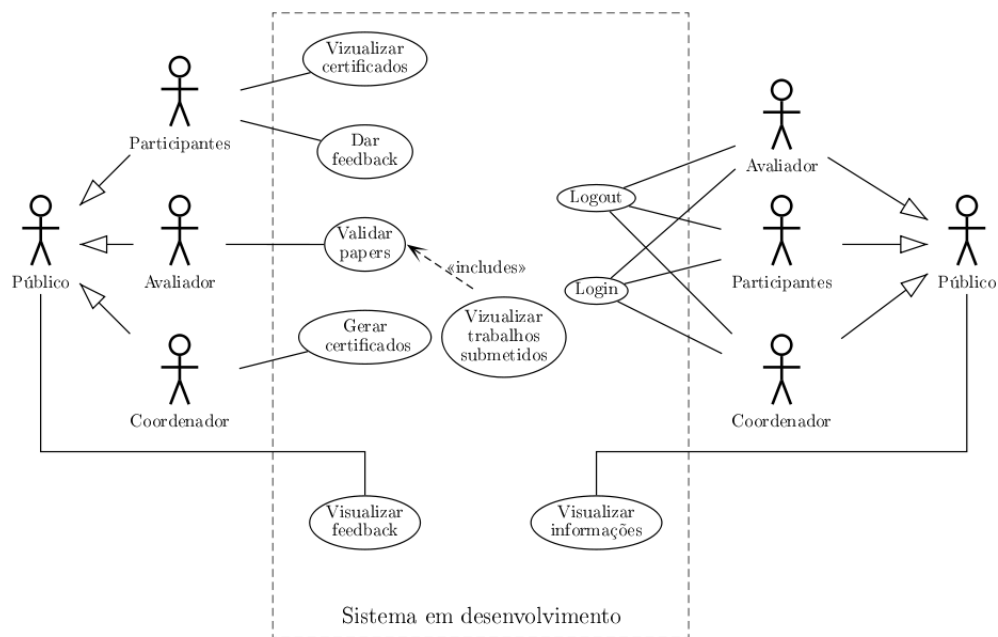 Vizualizar
certificados
Participantes
Dar
feedback
Avaliador
Logout
Validar
papers
«includes»
Público
Avaliador
Login
Participantes
Público
Gerar
certificados
Vizualizar
trabalhos
submetidos
Coordenador
Coordenador
Visualizar
feedback
Visualizar
informações
Sistema em desenvolvimento